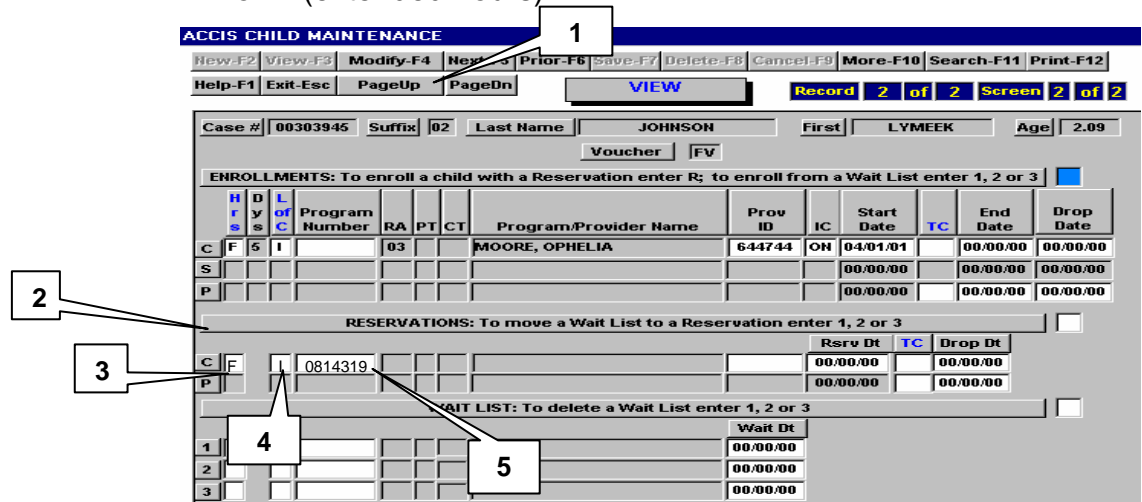 ACCIS CHILD MAINTENANCE
1
New-F2 View-F3 Modify-F4 Prior-F6 Save-F7 Delete-F8 Cancel-F9 More-F10 Search-F11 Print-F12
Help-F1 Exit-Esc PageUp PageDn VIEW Record 2 of 2 Screen 2 of 2
Case # 00303945 Suffix 02 Last Name JOHNSON First LYMEEK Age 2.09
Voucher FV
ENROLLMENTS: To enroll a child with a Reservation enter R; to enroll from a Wait List enter 1, 2 or 3
Hrs Dys L of C Program Number RA PT CT Program/Provider Name Prov ID IC Start Date TC End Date Drop Date
C F 5 I 03 MOORE, OPHELIA 644744 ON 04/01/01 00/00/00 00/00/00
S 00/00/00 00/00/00 00/00/00
P 00/00/00 00/00/00 00/00/00
2
RESERVATIONS: To move a Wait List to a Reservation enter 1, 2 or 3
Rsrv Dt TC Drop Dt
3
C F I 0814319 00/00/00 00/00/00
P 00/00/00 00/00/00
WAIT LIST: To delete a Wait List enter 1, 2 or 3
Wait Dt
4
5
1 00/00/00
2 00/00/00
3 00/00/00